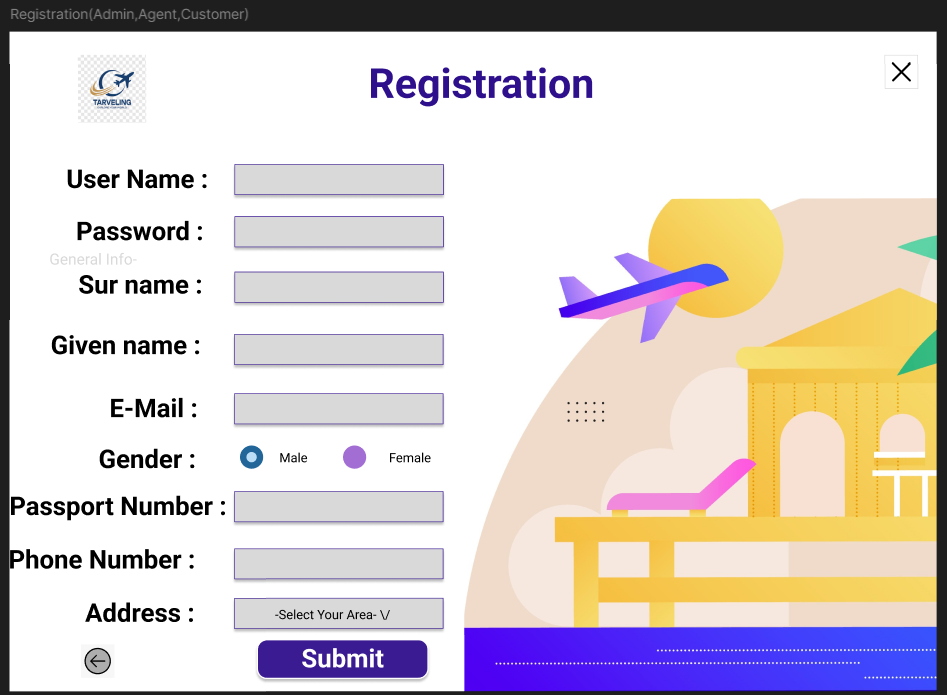 Registration(Admin,Agent,Customer)
TARVELING
Registration
User Name :
Password :
General Info-
Sur name :
Given name :
E-Mail :
Gender :
Male
Female
Passport Number :
Phone Number :
Address :
-Select Your Area- \/
Submit